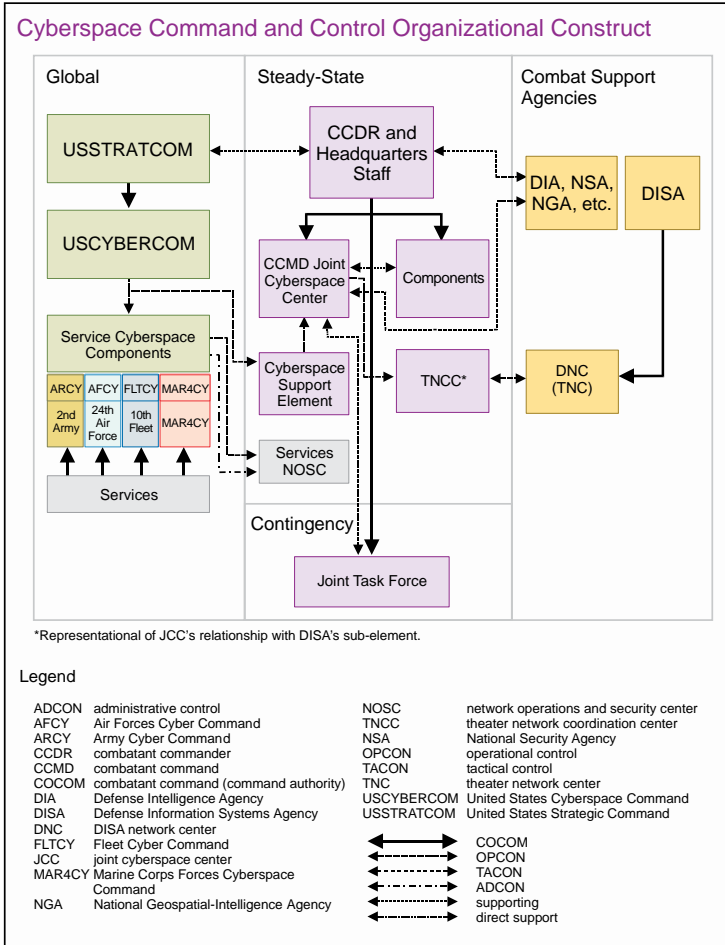 Cyberspace Command and Control Organizational Construct
Global
USSTRATCOM
USCYBERCOM
Service Cyberspace
Components
ARCY AFCY FLTCY MAR4CY
2nd
Army
24th
Air
Force
10th
Fleet
MAR4CY
Services
Steady-State
CCDR and
Headquarters
Staff
CCMD Joint
Cyberspace
Center
Components
Cyberspace
Support
Element
TNCC*
Services
NOSC
Contingency
Joint Task Force
Combat Support
Agencies
DIA, NSA,
NGA, etc.
DISA
DNC
(TNC)
*Representational of JCC's relationship with DISA's sub-element.
Legend
ADCON administrative control
AFCY Air Forces Cyber Command
ARCY Army Cyber Command
CCDR combatant commander
CCMD combatant command
COCOM combatant command (command authority)
DIA Defense Intelligence Agency
DISA Defense Information Systems Agency
DNC DISA network center
FLTCY Fleet Cyber Command
JCC joint cyberspace center
MAR4CY Marine Corps Forces Cyberspace
Command
NGA National Geospatial-Intelligence Agency
NOSC network operations and security center
TNCC theater network coordination center
NSA National Security Agency
OPCON operational control
TACON tactical control
TNC theater network center
USCYBERCOM United States Cyberspace Command
USSTRATCOM United States Strategic Command
COCOM
OPCON
TACON
ADCON
supporting
direct support